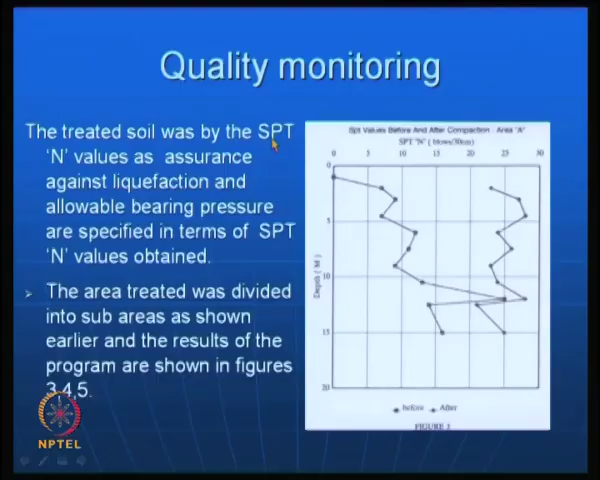 Quality monitoring
The treated soil was by the SPT
'N' values as assurance
against liquefaction and
allowable bearing pressure
are specified in terms of SPT
'N' values obtained.
The area treated was divided
into sub areas as shown
earlier and the results of the
program are shown in figures
3,4,5.
NPTEL
Spt Values Before And After Compaction Area "A"
SPT "N" ( blows/30cm)
0 5 10 15 20 25 30
0
5
10
15
20
Depth ( M )
before After
FIGURE 3